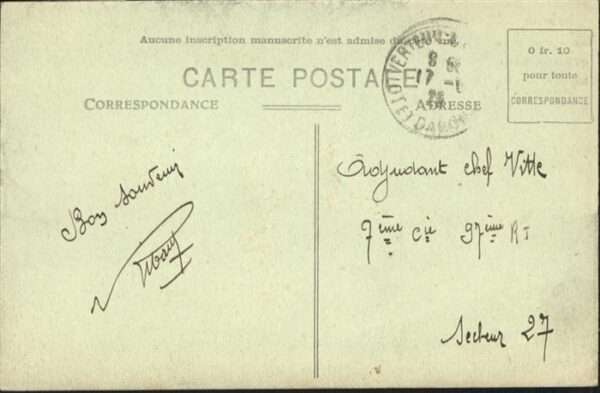 Aucune inscription manuscrite n'est admise
CARTE POSTALE
CORRESPONDANCE
ADRESSE
0 fr. 10
pour toute
CORRESPONDANCE
Bon souvenir
Adjudant chef Vitte
7ème cie 97ème RI
Secteur 27